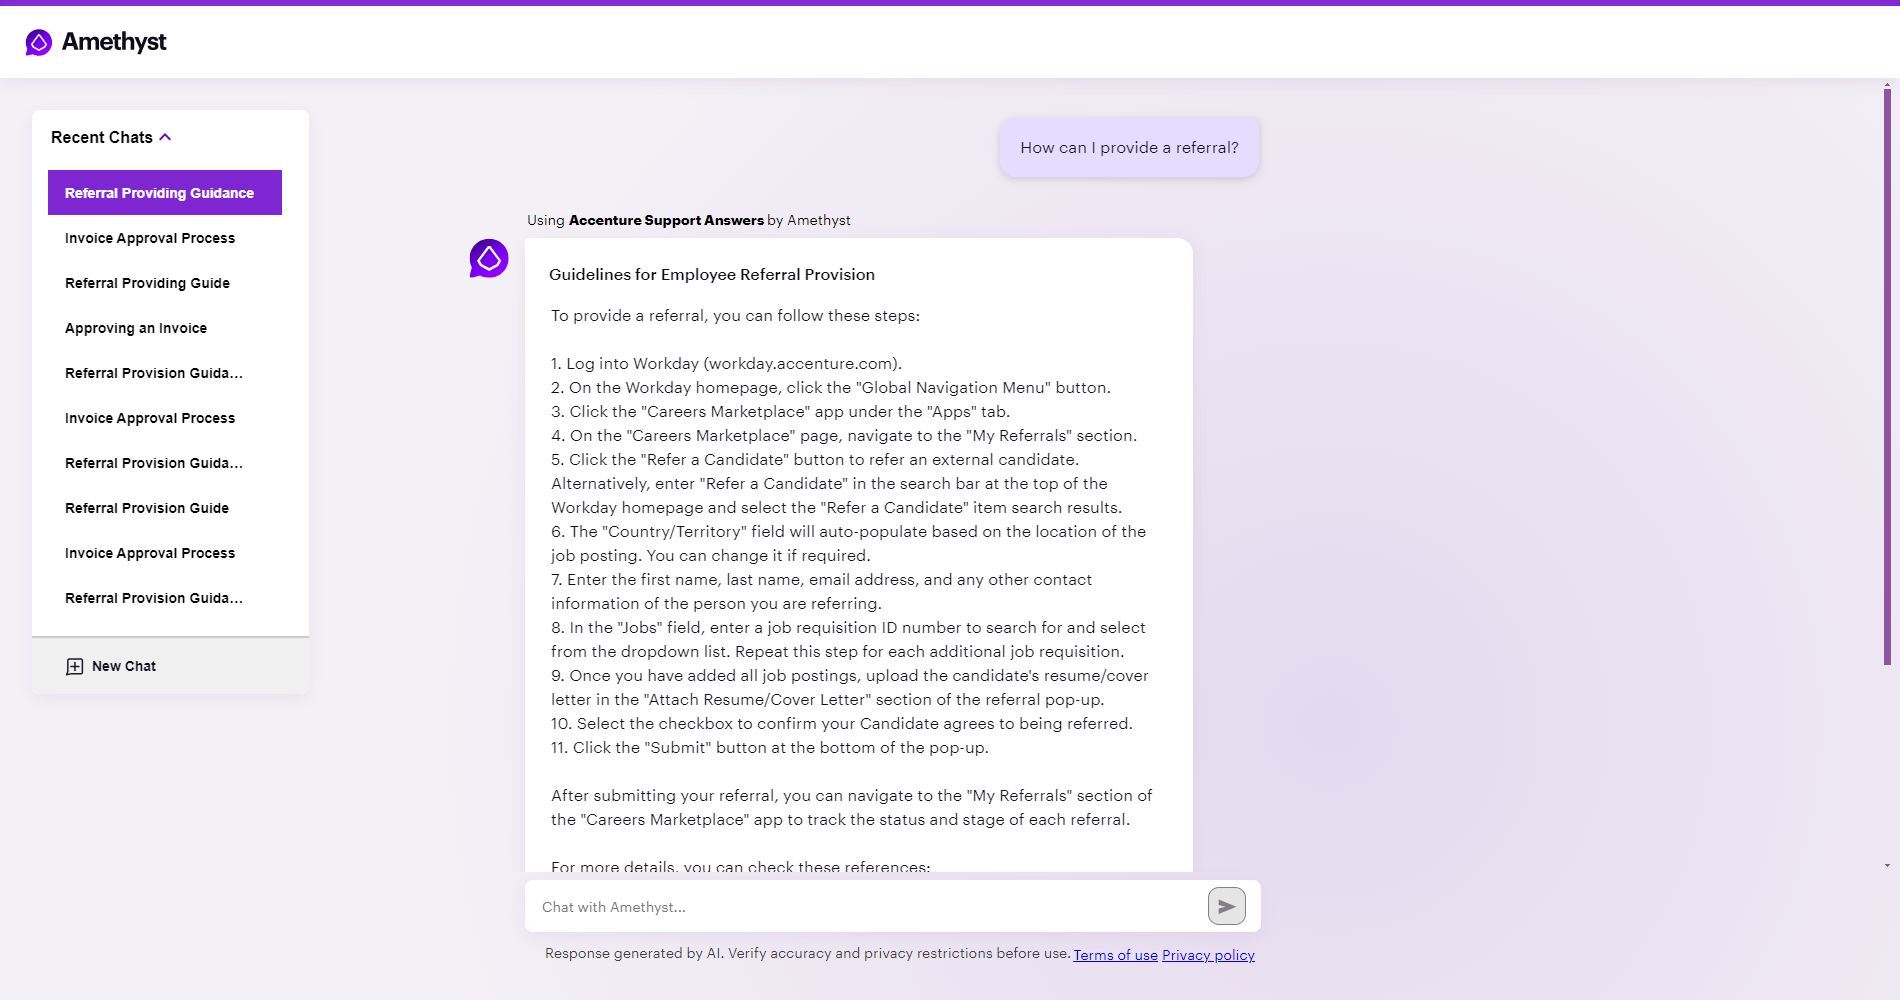 Amethyst
Recent Chats
Referral Providing Guidance
Invoice Approval Process
Referral Providing Guide
Approving an Invoice
Referral Provision Guida...
Invoice Approval Process
Referral Provision Guida...
Referral Provision Guide
Invoice Approval Process
Referral Provision Guida...
New Chat
How can I provide a referral?
Using Accenture Support Answers by Amethyst
Guidelines for Employee Referral Provision
To provide a referral, you can follow these steps:
1. Log into Workday (workday.accenture.com).
2. On the Workday homepage, click the "Global Navigation Menu" button.
3. Click the "Careers Marketplace" app under the "Apps" tab.
4. On the "Careers Marketplace" page, navigate to the "My Referrals" section.
5. Click the "Refer a Candidate" button to refer an external candidate.
Alternatively, enter "Refer a Candidate" in the search bar at the top of the
Workday homepage and select the "Refer a Candidate" item search results.
6. The "Country/Territory" field will auto-populate based on the location of the
job posting. You can change it if required.
7. Enter the first name, last name, email address, and any other contact
information of the person you are referring.
8. In the "Jobs" field, enter a job requisition ID number to search for and select
from the dropdown list. Repeat this step for each additional job requisition.
9. Once you have added all job postings, upload the candidate's resume/cover
letter in the "Attach Resume/Cover Letter" section of the referral pop-up.
10. Select the checkbox to confirm your Candidate agrees to being referred.
11. Click the "Submit" button at the bottom of the pop-up.
After submitting your referral, you can navigate to the "My Referrals" section of
the "Careers Marketplace" app to track the status and stage of each referral.
For more details, you can check these references:
Chat with Amethyst...
Response generated by AI. Verify accuracy and privacy restrictions before use. Terms of use Privacy policy